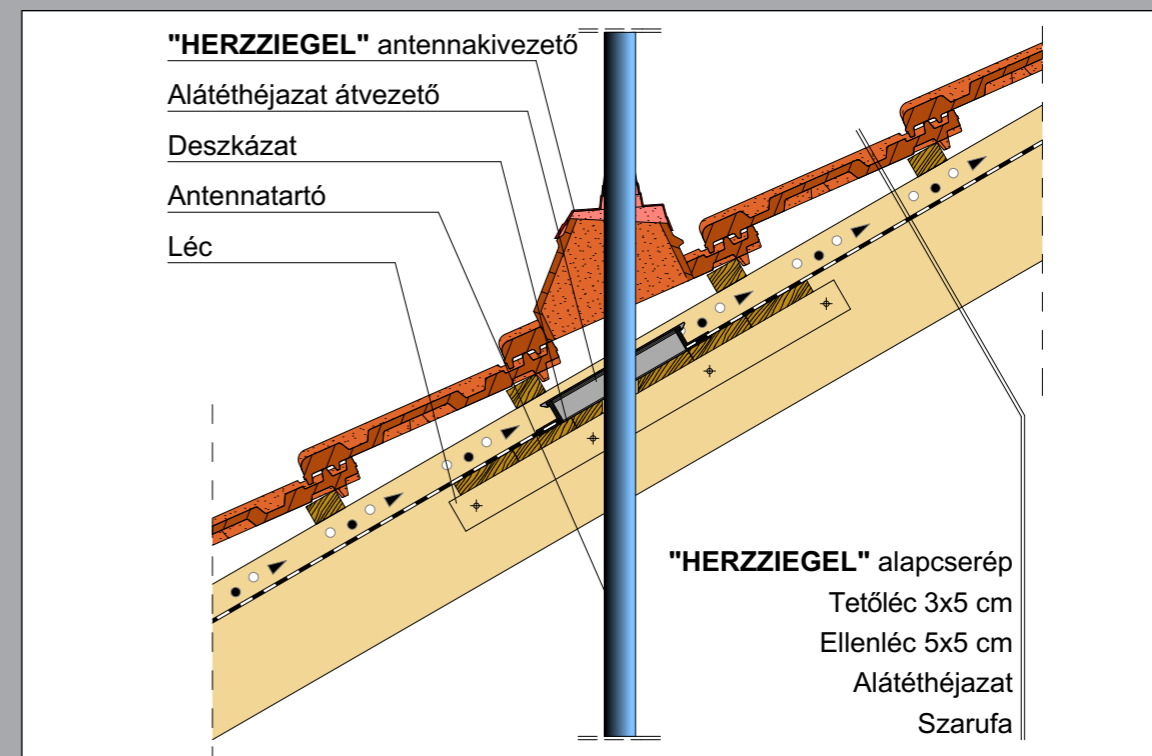 "HERZZIEGEL" antennakivezető
Alátéthéjazat átvezető
Deszkázat
Antennatartó
Léc
"HERZZIEGEL" alapcserép
Tetőléc 3x5 cm
Ellenléc 5x5 cm
Alátéthéjazat
Szarufa